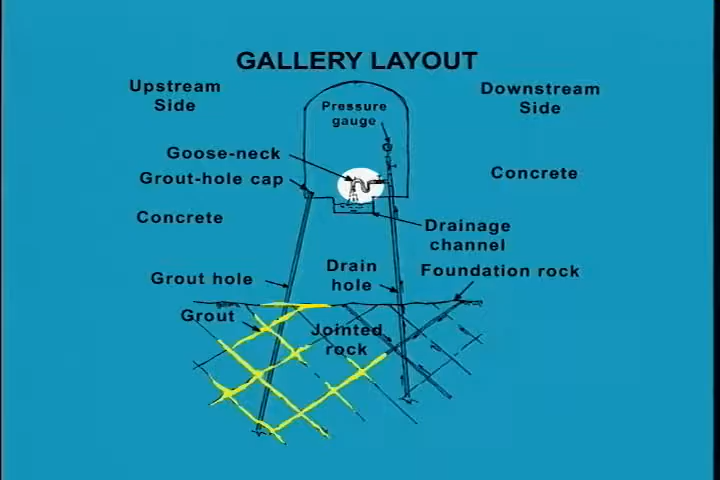 GALLERY LAYOUT
Upstream
Side
Downstream
Side
Pressure
gauge
Goose-neck
Grout-hole cap
Concrete
Concrete
Drainage
channel
Grout hole
Drain
hole
Foundation rock
Grout
Jointed
rock